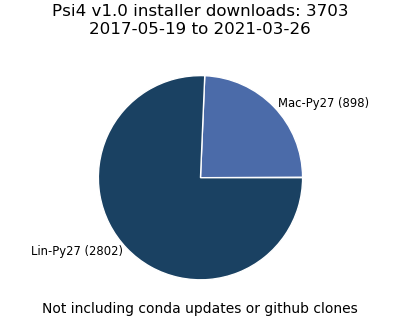 Psi4 v1.0 installer downloads: 3703
2017-05-19 to 2021-03-26
Mac-Py27 (898)
Lin-Py27 (2802)
Not including conda updates or github clones